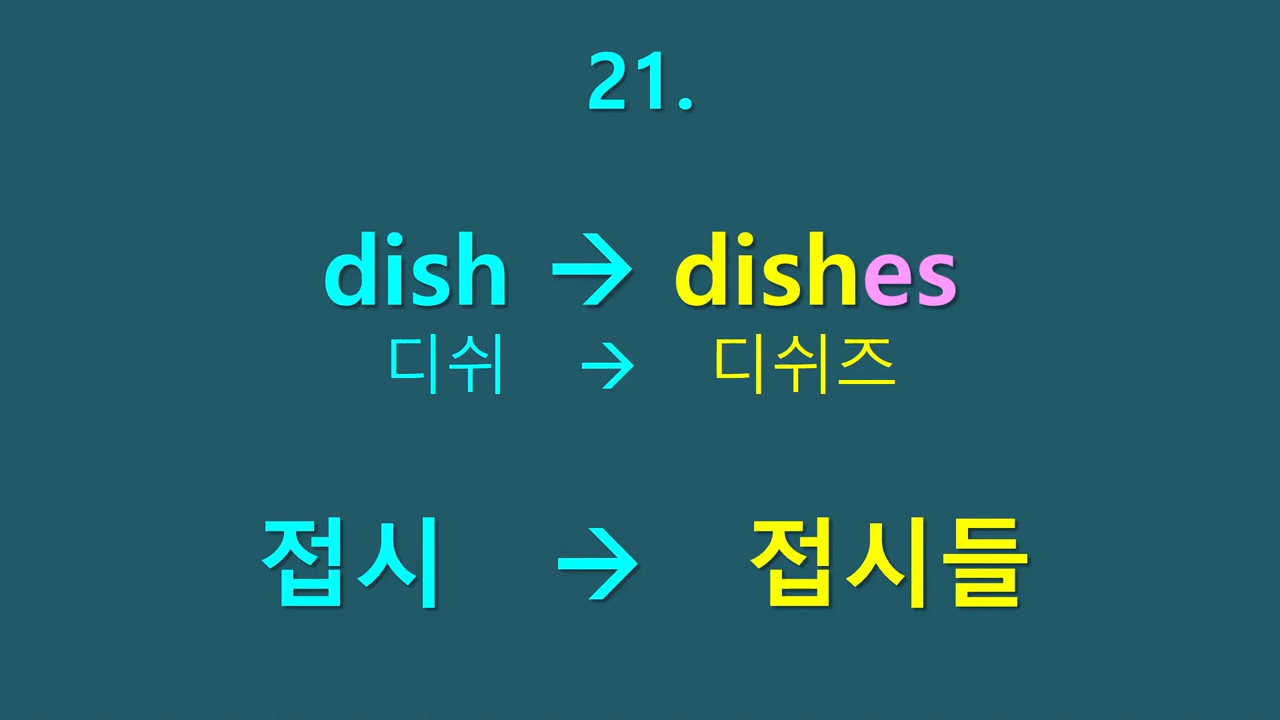 21.
dish → dishes
디쉬 → 디쉬즈
접시 → 접시들